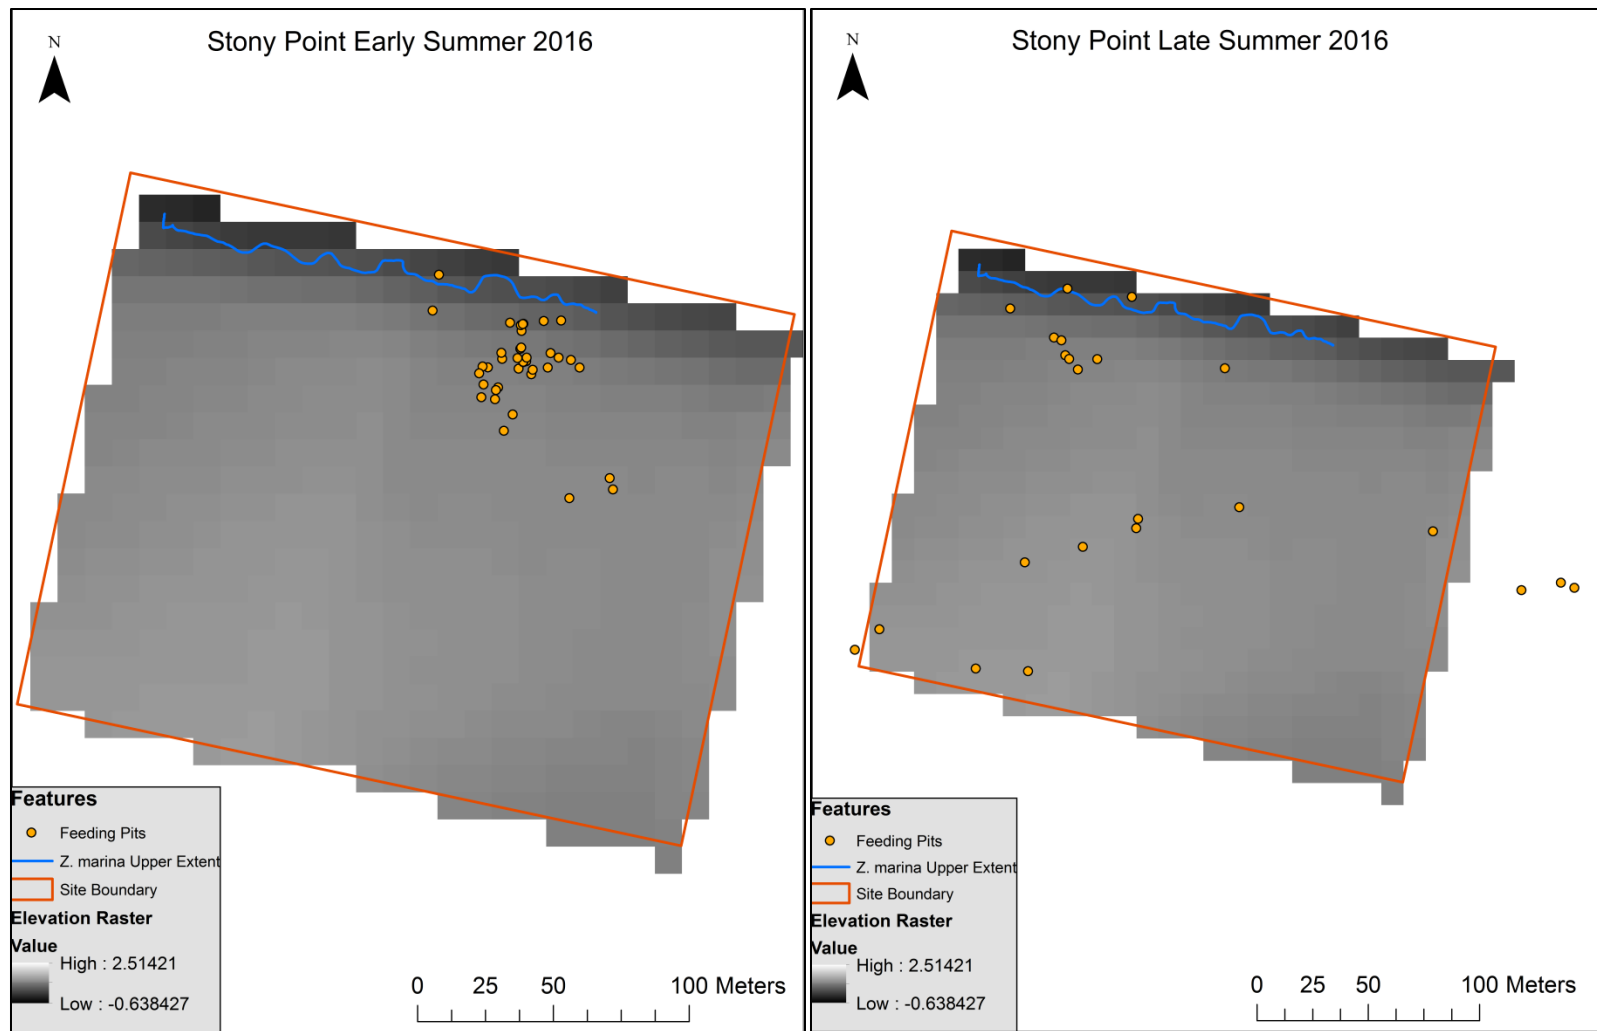 Stony Point Early Summer 2016
N
Features
Feeding Pits
Z. marina Upper Extent
Site Boundary
Elevation Raster
Value
High : 2.51421
Low : -0.638427
0 25 50 100 Meters
Stony Point Late Summer 2016
N
Features
Feeding Pits
Z. marina Upper Extent
Site Boundary
Elevation Raster
Value
High : 2.51421
Low : -0.638427
0 25 50 100 Meters